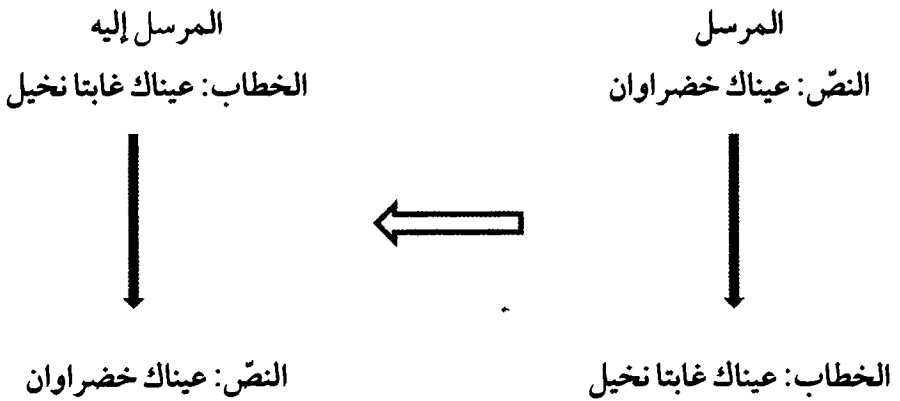 المرسل
النصّ: عيناك خضراوان
الخطاب: عيناك غابتا نخيل
المرسل إليه
الخطاب: عيناك غابتا نخيل
النصّ: عيناك خضراوان